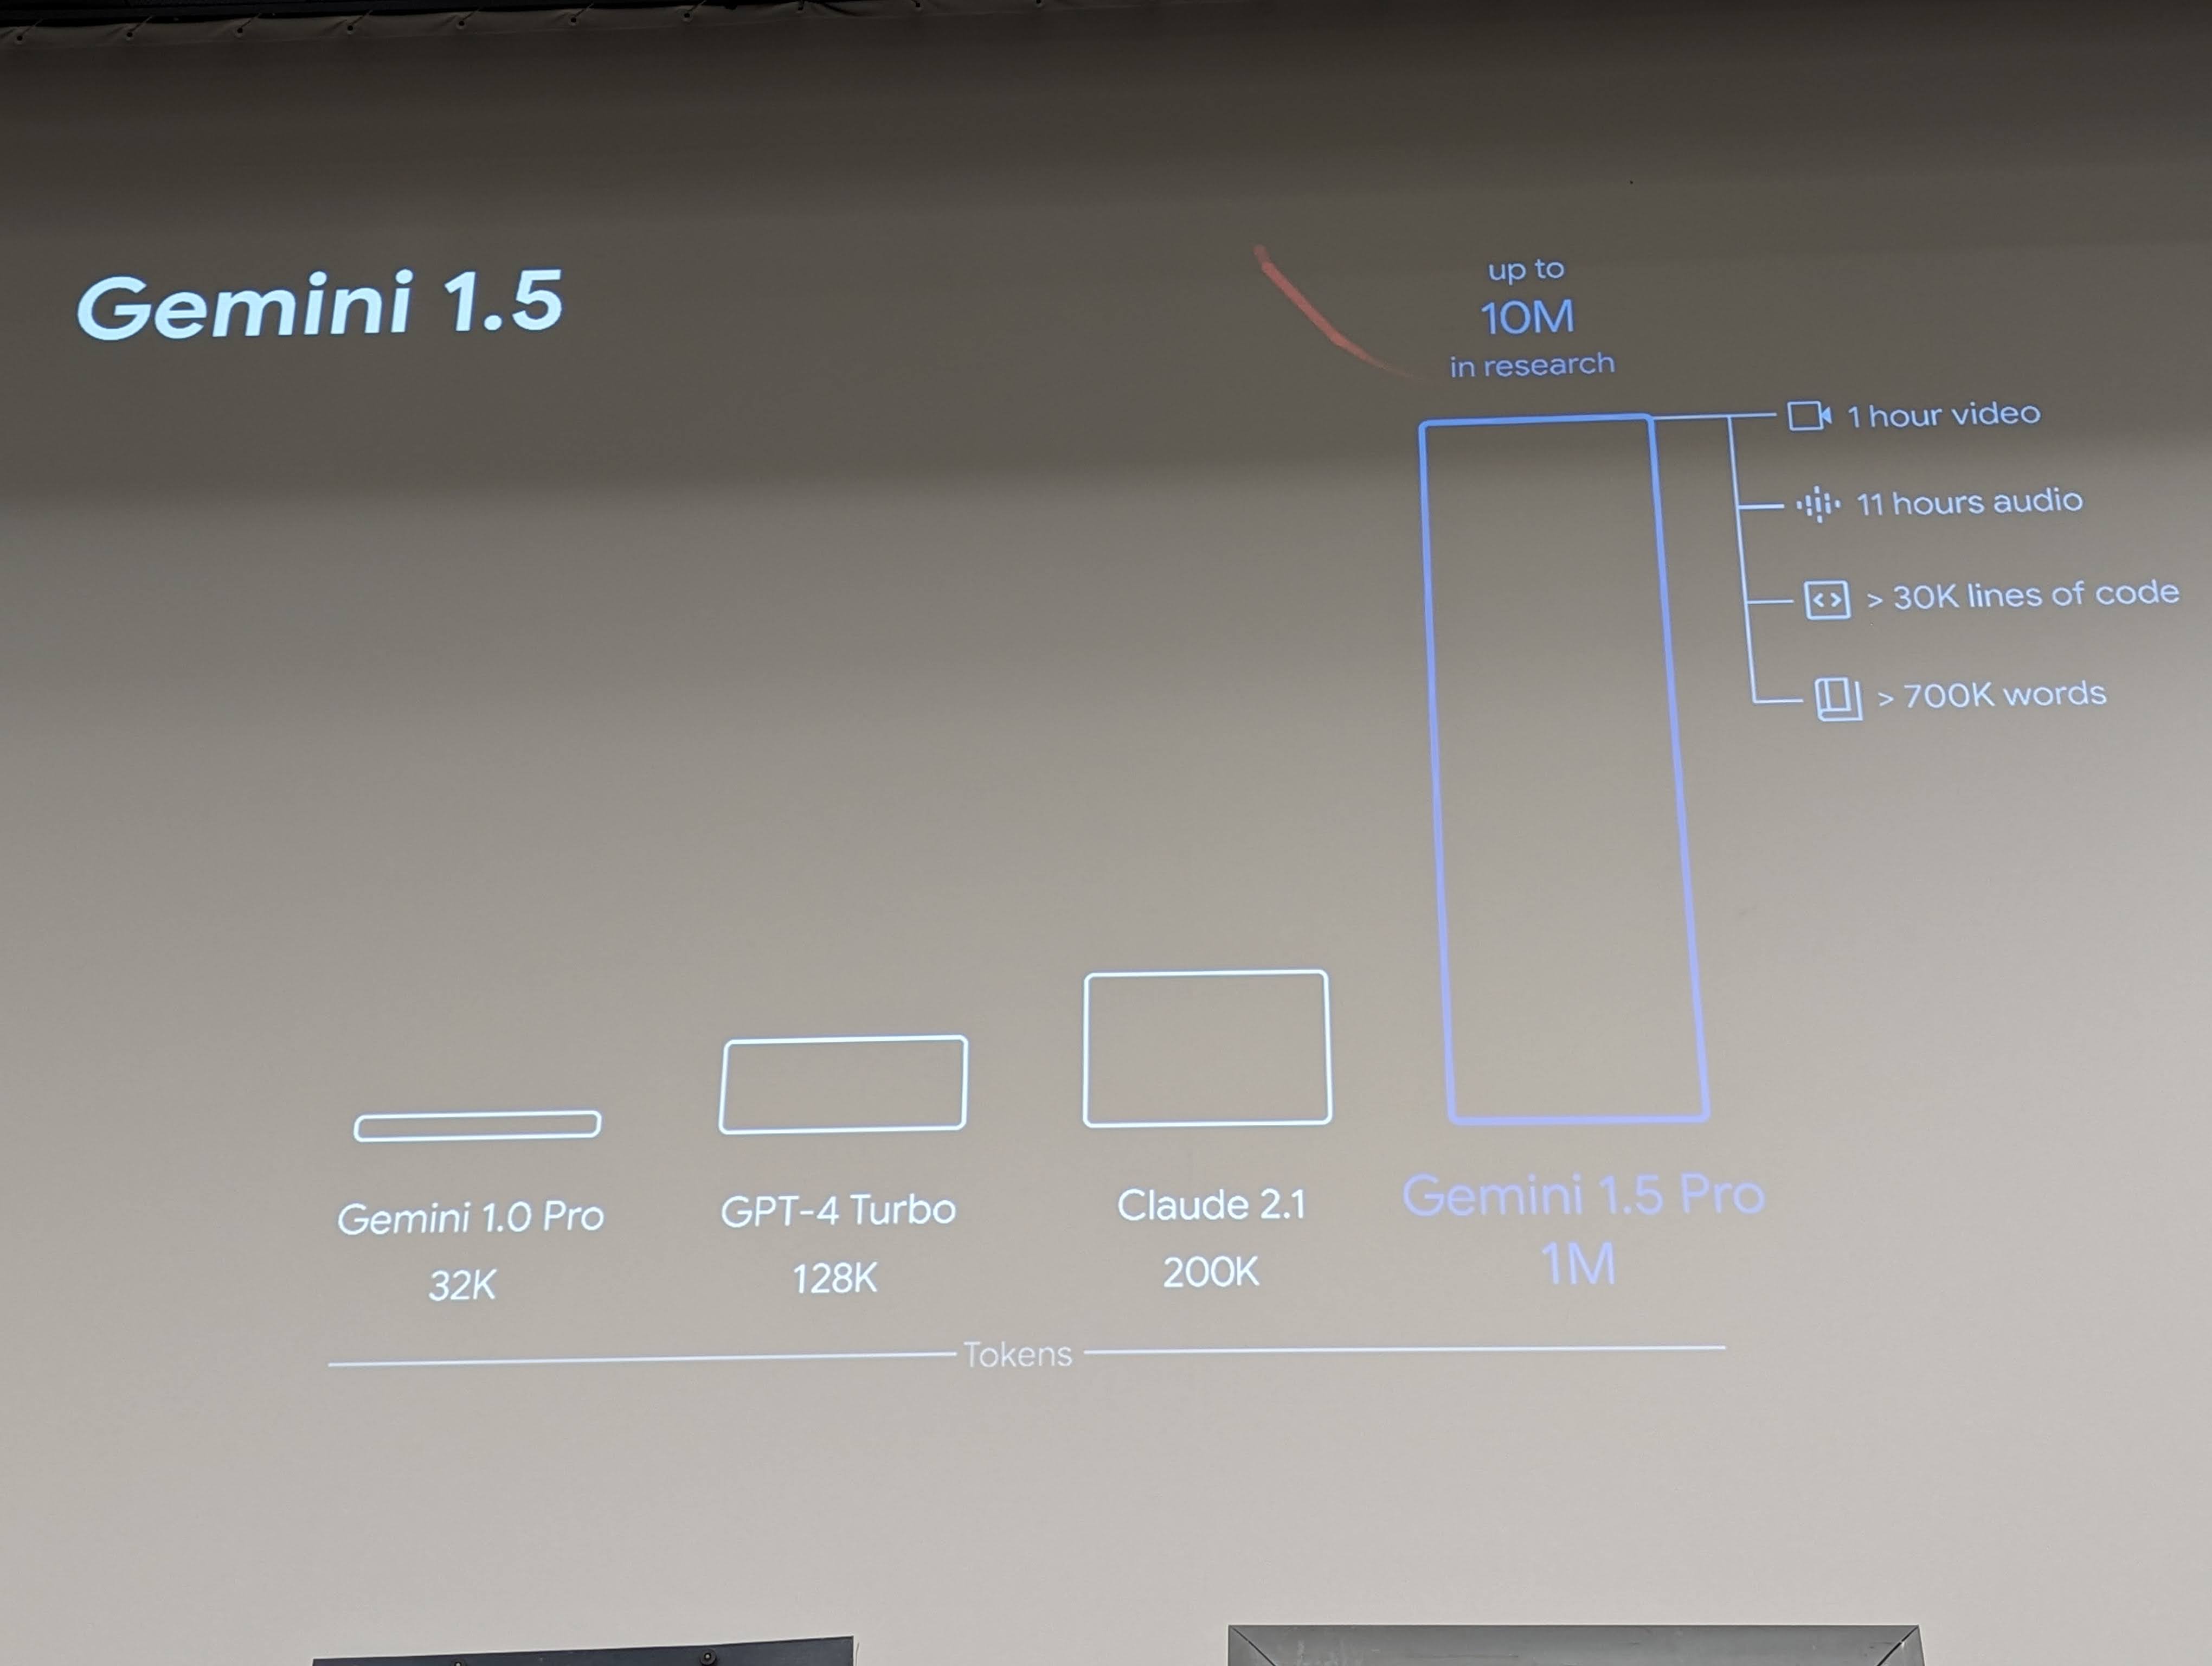 Gemini 1.5
up to
10M
in research
1 hour video
11 hours audio
> 30K lines of code
> 700K words
Gemini 1.0 Pro
32K
GPT-4 Turbo
128K
Claude 2.1
200K
Gemini 1.5 Pro
1M
Tokens